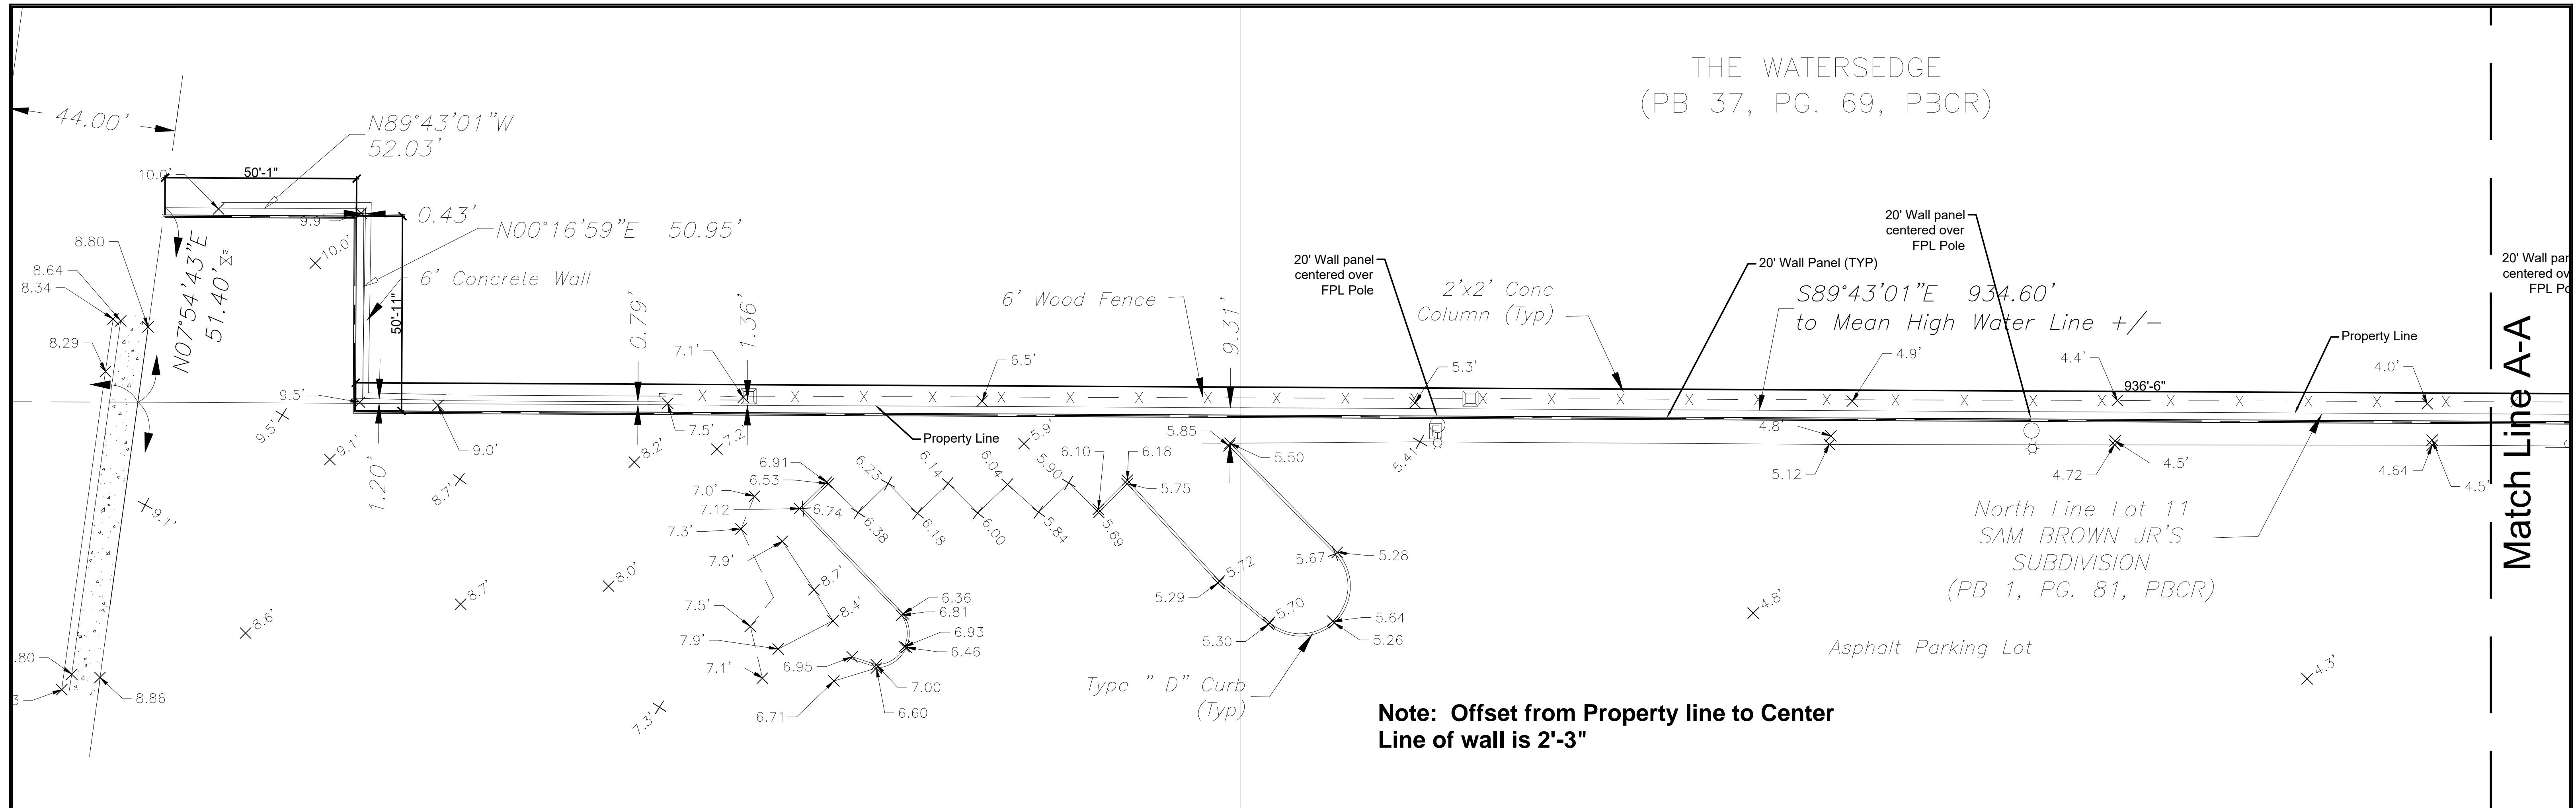 THE WATERSEDGE
(PB 37, PG. 69, PBCR)
44.00'
N89°43'01"W
52.03'
50'-1"
10.0'
9.9'
0.43'
N00°16'59"E 50.95'
10.0'
8.80
8.64
8.34
8.29
N07°54'43"E
51.40'
6' Concrete Wall
50'-11"
0.79'
1.36'
7.1'
6' Wood Fence
6.5'
9.31'
20' Wall panel
centered over
FPL Pole
2'x2' Conc
Column (Typ)
5.3'
20' Wall Panel (TYP)
20' Wall panel
centered over
FPL Pole
S89°43'01"E 934.60'
to Mean High Water Line +/-
4.9'
4.4'
Property Line
936'-6"
4.0'
20' Wall par
centered ov
FPL Po
Match Line A-A
9.5'
9.5'
9.1'
1.20'
9.0'
8.7'
8.2'
7.5'
7.2'
Property Line
5.9'
5.85
5.50
5.41
4.8'
5.12
4.72
4.5'
4.64
4.5'
9.1'
7.0'
7.12
7.3'
6.91
6.53
6.74
6.23
6.38
6.14
6.18
6.04
6.00
5.90
5.84
6.10
5.69
6.18
5.75
7.9'
8.7'
8.4'
7.5'
7.9'
7.1'
6.36
6.81
6.93
6.46
6.95
7.00
6.60
6.71
5.72
5.29
5.70
5.30
5.67
5.28
5.64
5.26
8.6'
8.7'
8.0'
7.3'
.80
3
8.86
Type " D" Curb
(Typ)
North Line Lot 11
SAM BROWN JR'S
SUBDIVISION
(PB 1, PG. 81, PBCR)
4.8'
Asphalt Parking Lot
4.3'
Note: Offset from Property line to Center
Line of wall is 2'-3"